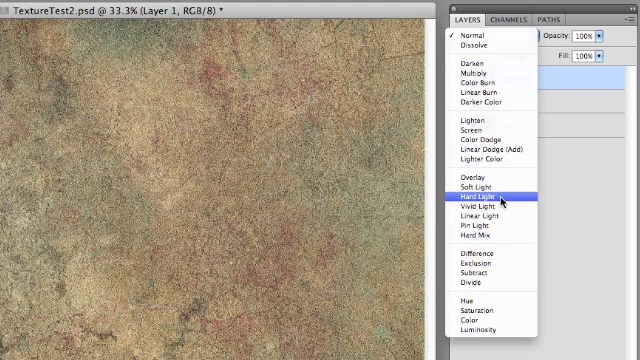 TextureTest2.psd @ 33.3% (Layer 1, RGB/8) *
LAYERS CHANNELS PATHS
Normal
Opacity: 100%
Dissolve
Fill: 100%
Darken
Multiply
Color Burn
Linear Burn
Darker Color
Lighten
Screen
Color Dodge
Linear Dodge (Add)
Lighter Color
Overlay
Soft Light
Hard Light
Vivid Light
Linear Light
Pin Light
Hard Mix
Difference
Exclusion
Subtract
Divide
Hue
Saturation
Color
Luminosity